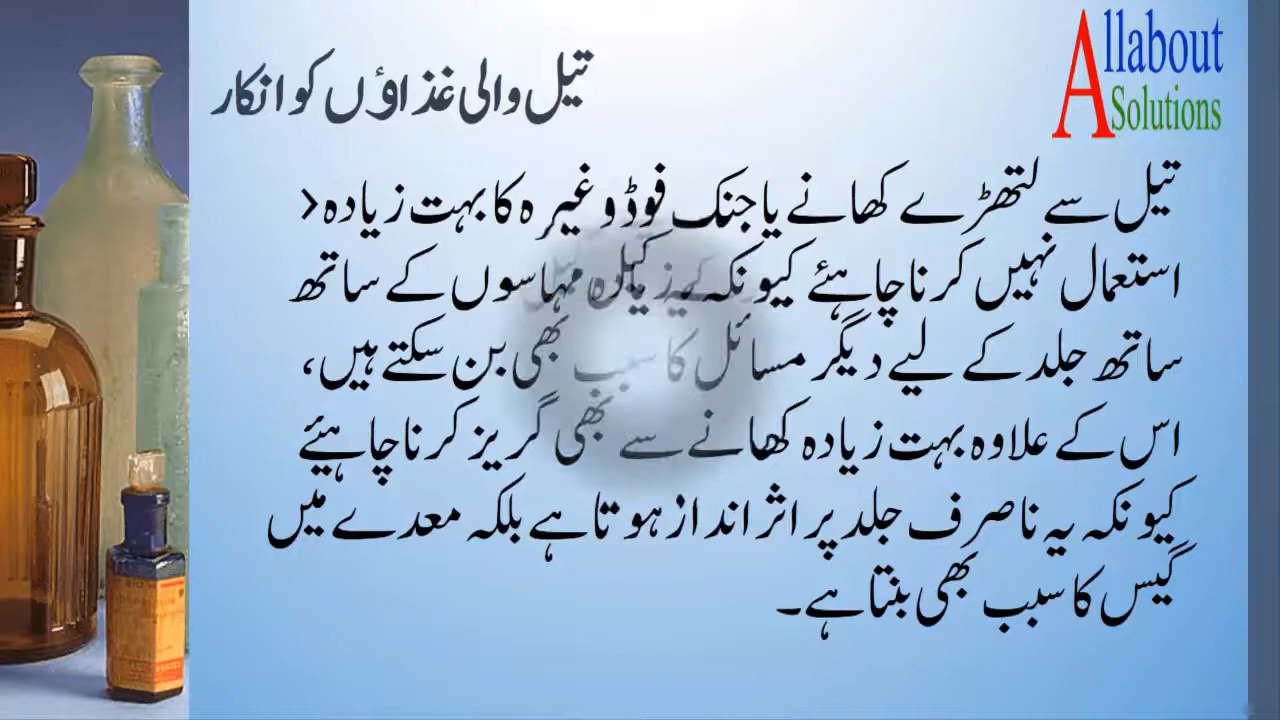 Allabout
Solutions
تیل والی غذاؤں کو انکار
تیل سے لتھڑے کھانے یا جنک فوڈ وغیرہ کا بہت زیادہ
استعمال نہیں کرنا چاہئے کیونکہ یہ کیل مہاسوں کے ساتھ
ساتھ جلد کے لیے دیگر مسائل کا سبب بھی بن سکتے ہیں،
اس کے علاوہ بہت زیادہ کھانے سے بھی گریز کرنا چاہیئے
کیونکہ یہ ناصرف جلد پر اثر انداز ہوتا ہے بلکہ معدے میں
گیس کا سبب بھی بنتا ہے۔